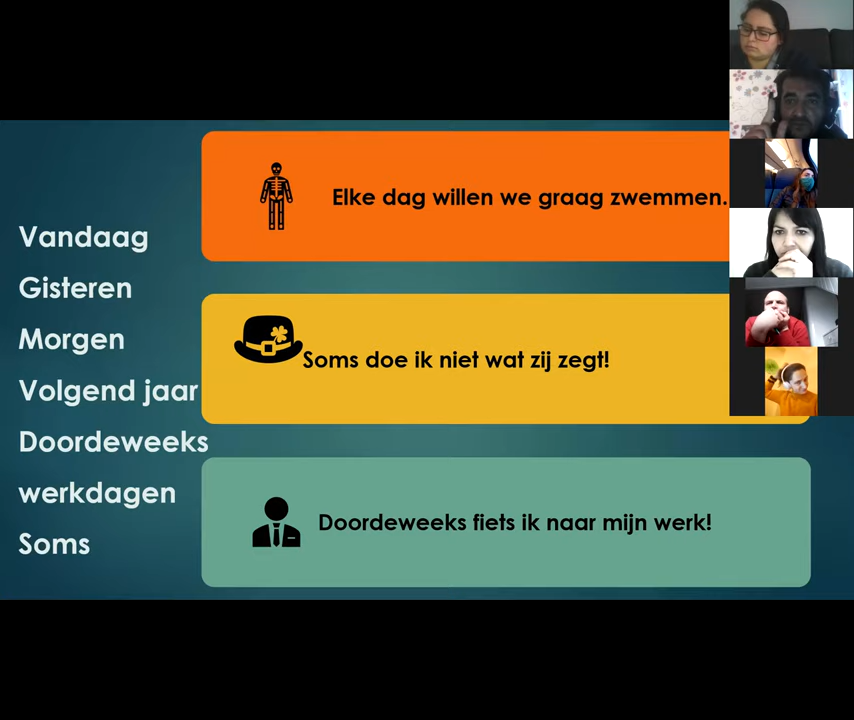 Vandaag
Gisteren
Morgen
Volgend jaar
Doordeweeks
werkdagen
Soms
Elke dag willen we graag zwemmen.
Soms doe ik niet wat zij zegt!
Doordeweeks fiets ik naar mijn werk!